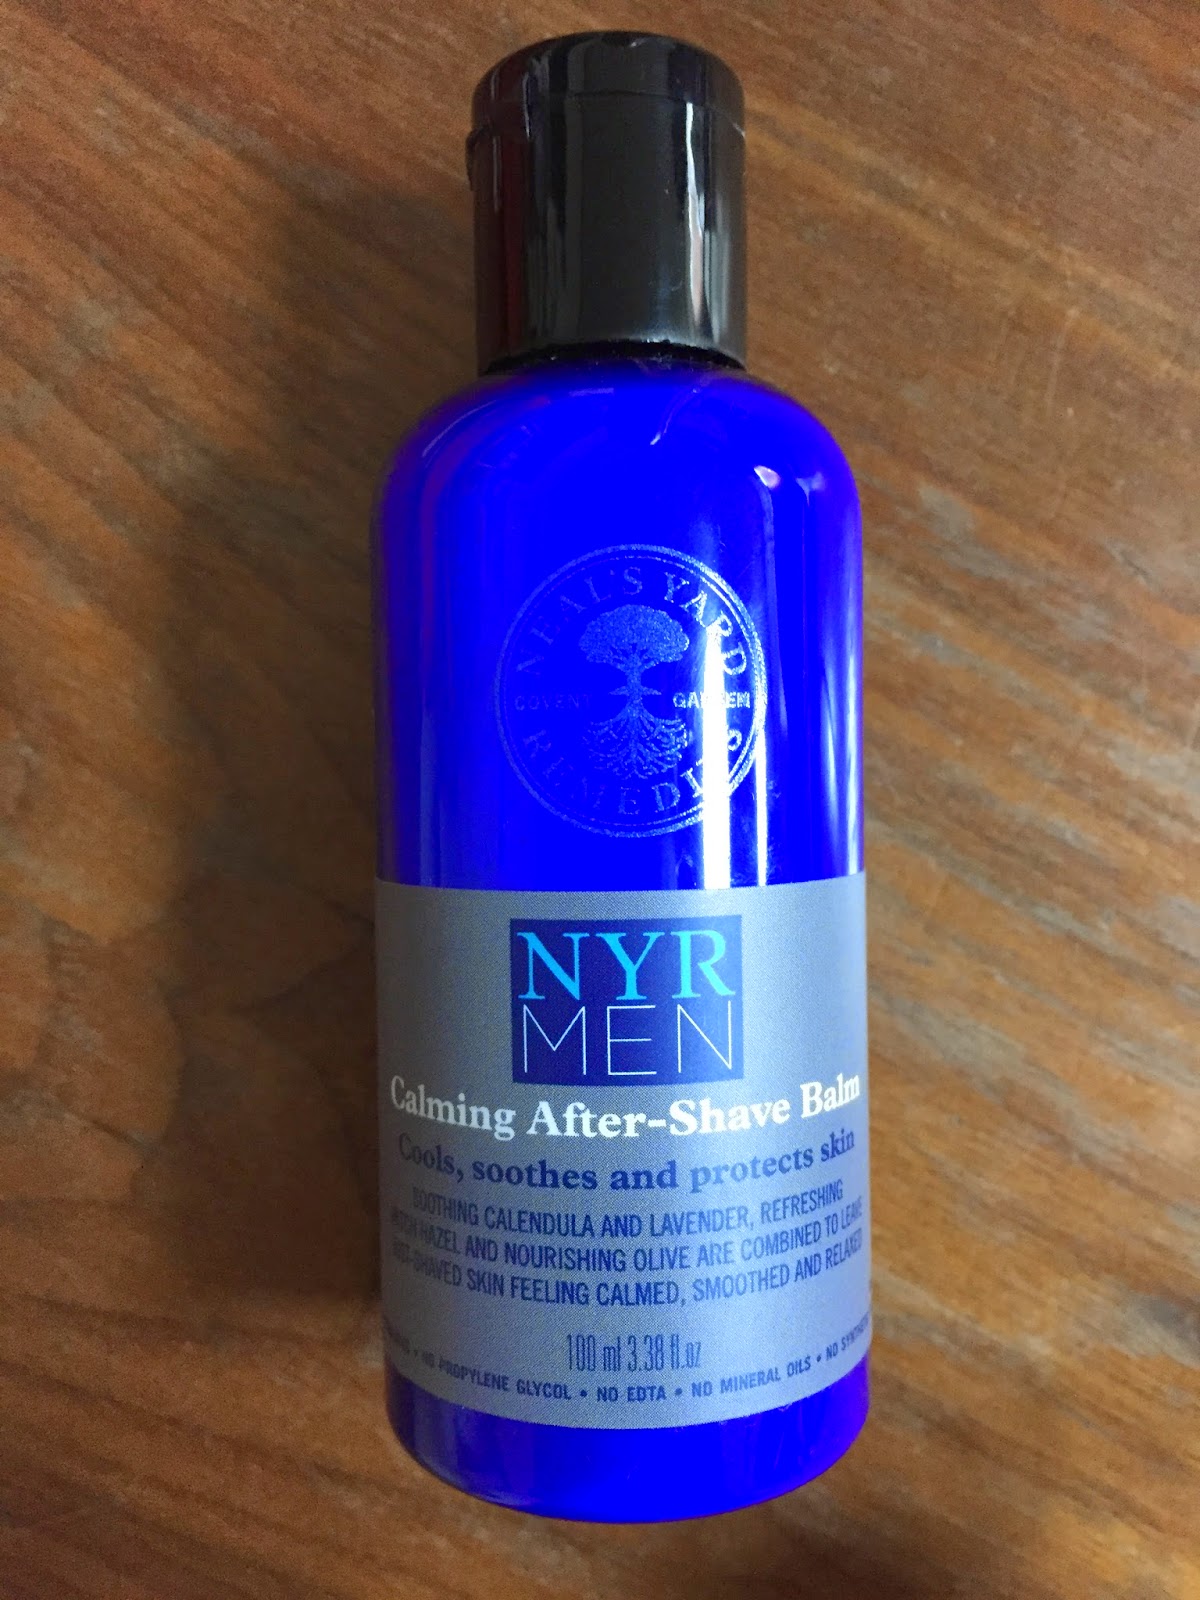 NEAL'S YARD
COVENT GARDEN
REMEDIES
NYR
MEN
Calming After-Shave Balm
Cools, soothes and protects skin
SOOTHING CALENDULA AND LAVENDER, REFRESHING
WITCH HAZEL AND NOURISHING OLIVE ARE COMBINED TO LEAVE
SHAVED SKIN FEELING CALMED, SMOOTHED AND RELAXED
100 ml 3.38 fl.oz
• NO PROPYLENE GLYCOL • NO EDTA • NO MINERAL OILS • NO